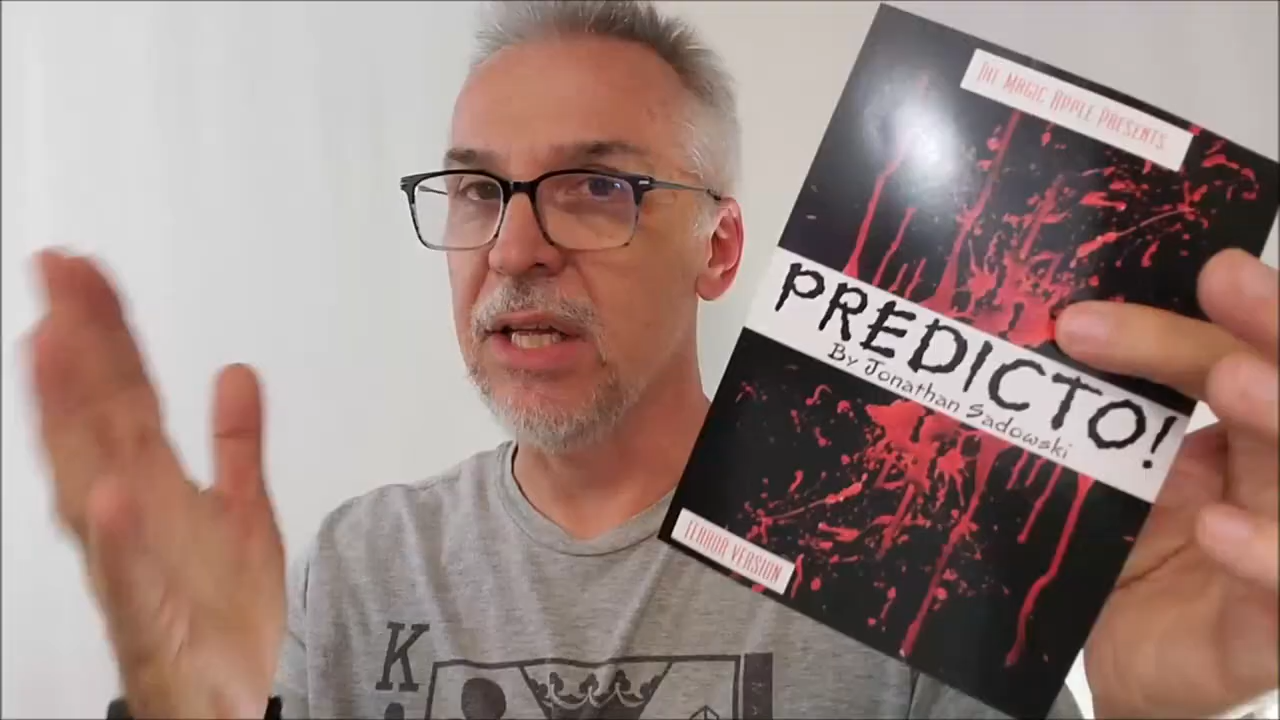 THE MAGIC APPLE PRESENTS
PREDICTO!
By Jonathan Sadowski
TERROR VERSION
K